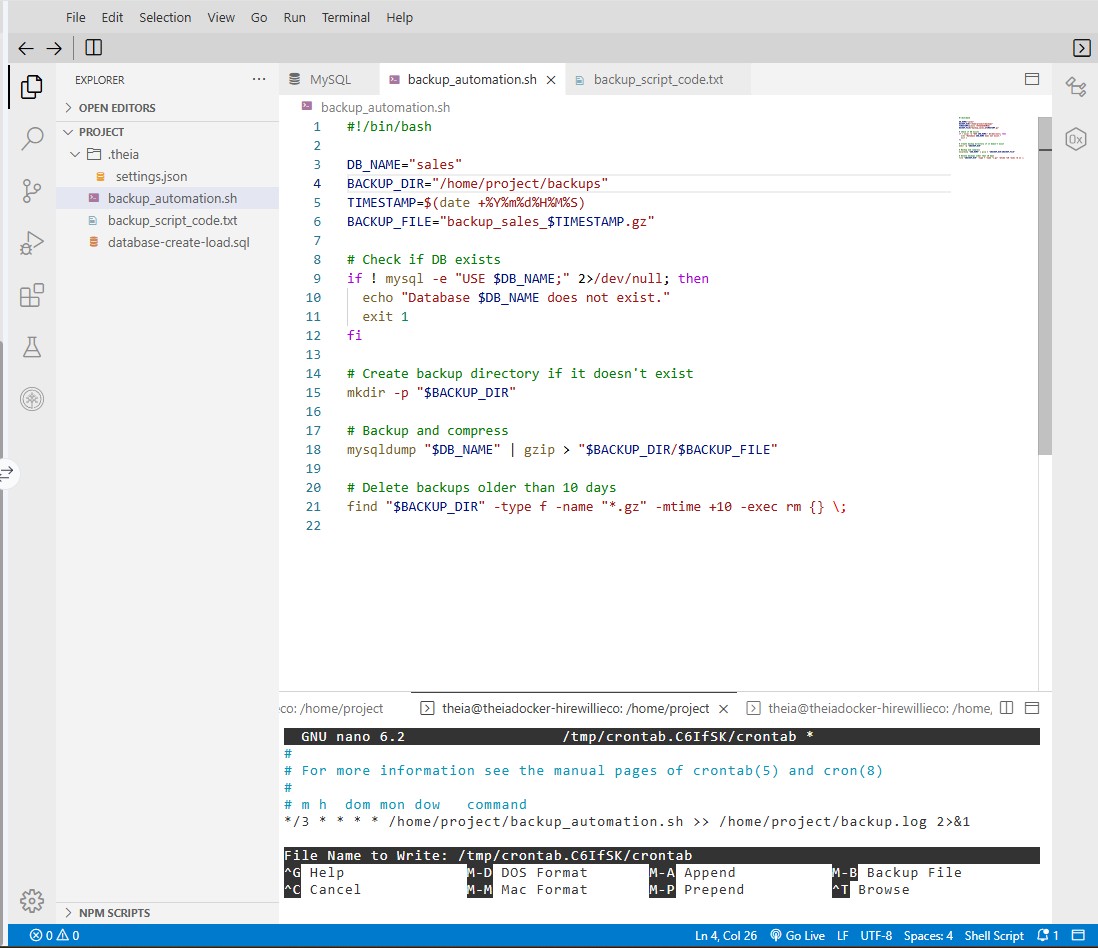 File Edit Selection View Go Run Terminal Help
EXPLORER
OPEN EDITORS
PROJECT
.theia
settings.json
backup_automation.sh
backup_script_code.txt
database-create-load.sql
NPM SCRIPTS
MySQL backup_automation.sh backup_script_code.txt
backup_automation.sh
1 #!/bin/bash
2
3 DB_NAME="sales"
4 BACKUP_DIR="/home/project/backups"
5 TIMESTAMP=$(date +%Y%m%d%H%M%S)
6 BACKUP_FILE="backup_sales_$TIMESTAMP.gz"
7
8 # Check if DB exists
9 if ! mysql -e "USE $DB_NAME;" 2>/dev/null; then
10 echo "Database $DB_NAME does not exist."
11 exit 1
12 fi
13
14 # Create backup directory if it doesn't exist
15 mkdir -p "$BACKUP_DIR"
16
17 # Backup and compress
18 mysqldump "$DB_NAME" | gzip > "$BACKUP_DIR/$BACKUP_FILE"
19
20 # Delete backups older than 10 days
21 find "$BACKUP_DIR" -type f -name "*.gz" -mtime +10 -exec rm {} \;
22
0x
co: /home/project theia@theiadocker-hirewillieco: /home/project theia@theiadocker-hirewillieco: /home,
GNU nano 6.2 /tmp/crontab.C6IfSK/crontab *
#
# For more information see the manual pages of crontab(5) and cron(8)
#
# m h dom mon dow command
*/3 * * * * /home/project/backup_automation.sh >> /home/project/backup.log 2>&1
File Name to Write: /tmp/crontab.C6IfSK/crontab
^G Help M-D DOS Format M-A Append M-B Backup File
^C Cancel M-M Mac Format M-P Prepend ^T Browse
0 0 Ln 4, Col 26 Go Live LF UTF-8 Spaces: 4 Shell Script 1